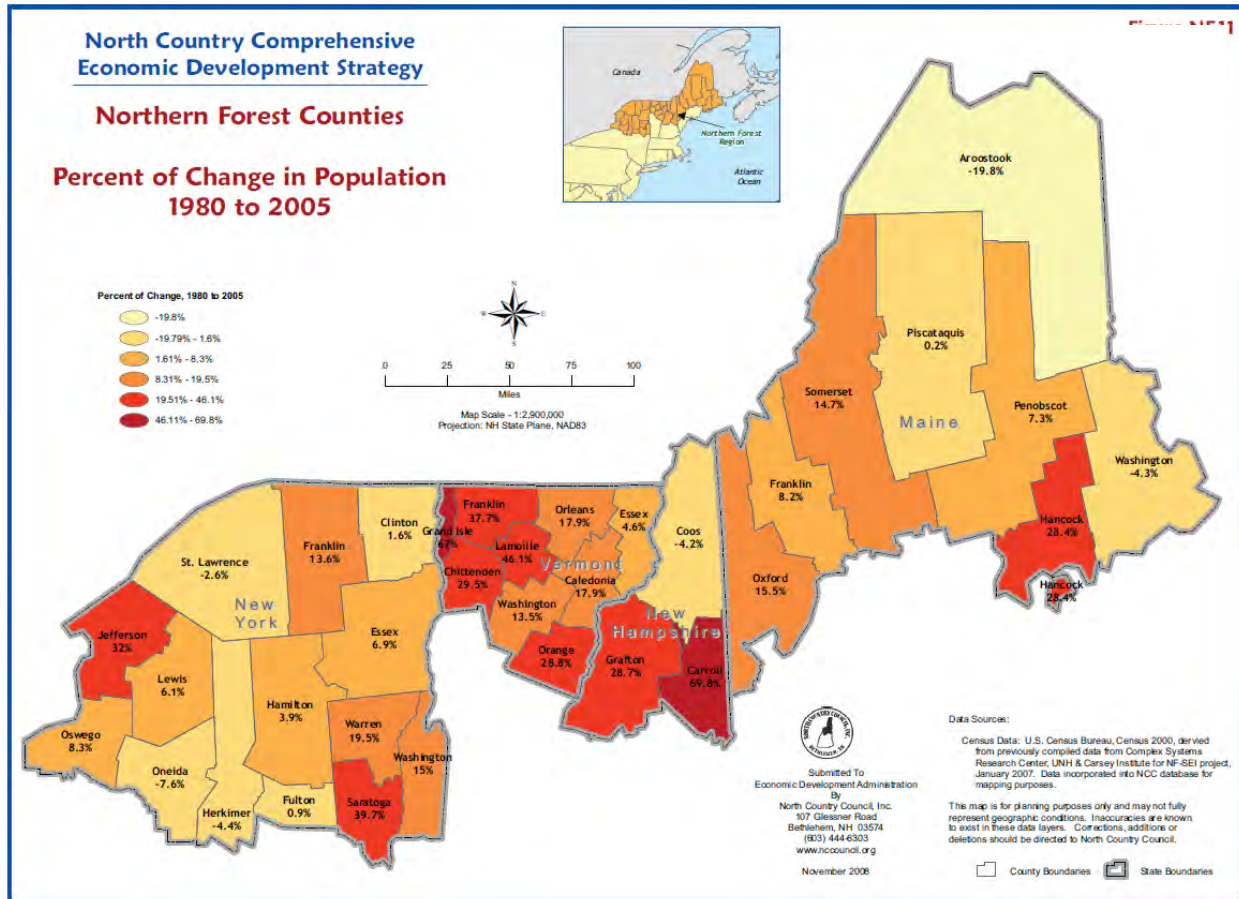 North Country Comprehensive
Economic Development Strategy
Northern Forest Counties
Percent of Change in Population
1980 to 2005
Canada
Northern Forest
Region
Atlantic
Ocean
Percent of Change, 1980 to 2005
-19.8%
-19.79% - 1.6%
1.61% - 8.3%
8.31% - 19.5%
19.51% - 46.1%
46.11% - 69.8%
N
W
E
S
0
25
50
75
100
Miles
Map Scale - 1:2,900,000
Projection: NH State Plane, NAD83
Aroostook
-19.8%
Piscataquis
0.2%
Somerset
14.7%
Maine
Penobscot
7.3%
Washington
-4.3%
Franklin
8.2%
Hancock
28.4%
Hancock
28.4%
Oxford
15.5%
Coos
-4.2%
New
Hampshire
Grafton
28.7%
Carroll
69.8%
Franklin
37.7%
Orleans
17.9%
Essex
4.6%
Grand Isle
67%
Lamoille
46.1%
Vermont
Chittenden
29.5%
Caledonia
17.9%
Washington
13.5%
Orange
28.8%
Clinton
1.6%
Franklin
13.6%
St. Lawrence
-2.6%
New
York
Essex
6.9%
Jefferson
32%
Lewis
6.1%
Hamilton
3.9%
Warren
19.5%
Washington
15%
Oswego
8.3%
Oneida
-7.6%
Herkimer
-4.4%
Fulton
0.9%
Saratoga
39.7%
Submitted To
Economic Development Administration
By
North Country Council, Inc.
107 Glessner Road
Bethlehem, NH 03574
(603) 444-6303
www.nccouncil.org
November 2008
Data Sources:
Census Data: U.S. Census Bureau, Census 2000, dervied
from previously compiled data from Complex Systems
Research Center, UNH & Carsey Institute for NF-SEI project,
January 2007. Data incorporated into NCC database for
mapping purposes.
This map is for planning purposes only and may not fully
represent geographic conditions. Inaccuracies are known
to exist in these data layers. Corrections, additions or
deletions should be directed to North Country Council.
County Boundaries
State Boundaries